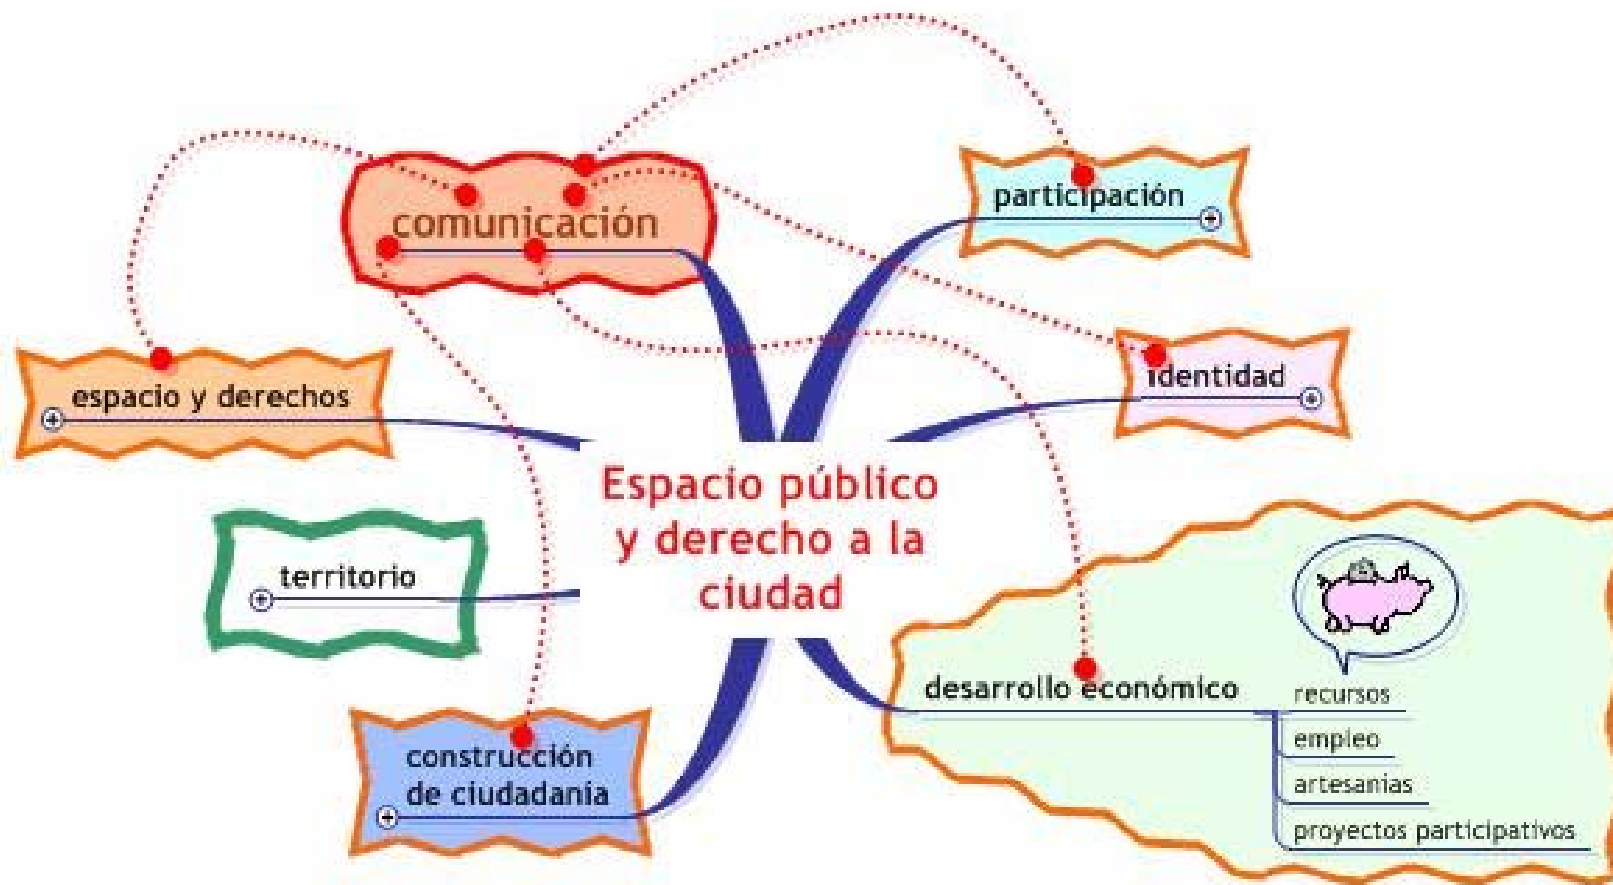 participación
comunicación
identidad
espacio y derechos
Espacio público
y derecho a la
ciudad
territorio
desarrollo económico
recursos
empleo
artesanias
proyectos participativos
construcción
de ciudadania